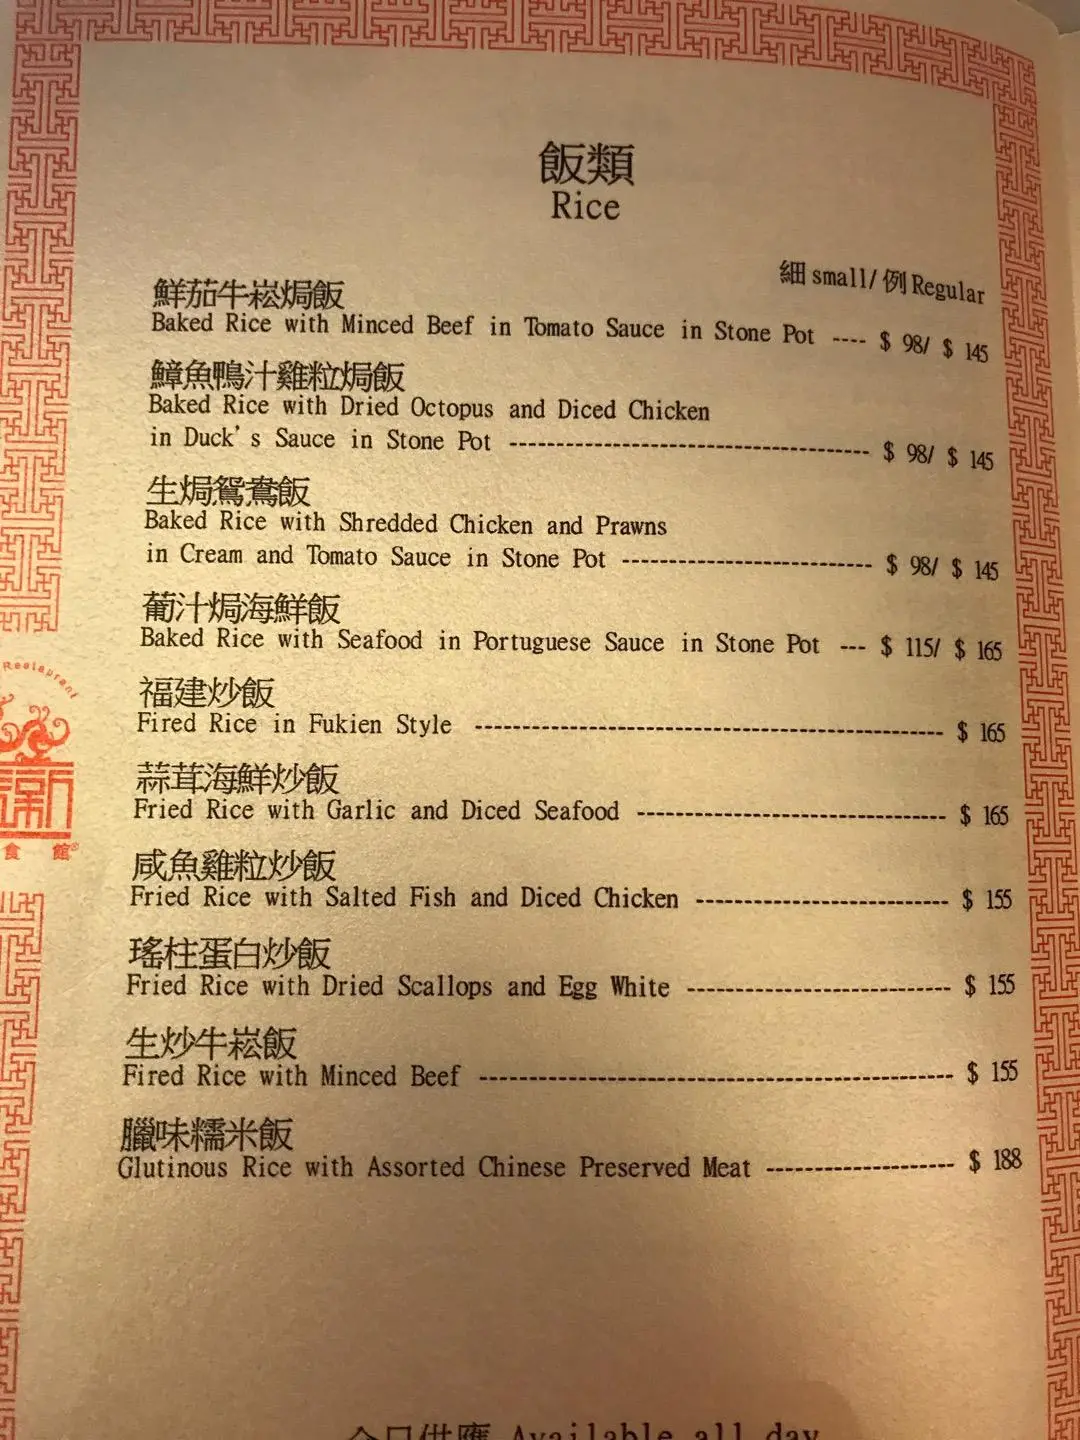 飯類
Rice
細 small/ 例 Regular
鮮茄牛崧焗飯
Baked Rice with Minced Beef in Tomato Sauce in Stone Pot ---- $ 98/ $ 145
鱆魚鴨汁雞粒焗飯
Baked Rice with Dried Octopus and Diced Chicken
in Duck's Sauce in Stone Pot ---------------------------------- $ 98/ $ 145
生焗鴛鴦飯
Baked Rice with Shredded Chicken and Prawns
in Cream and Tomato Sauce in Stone Pot ------------------------ $ 98/ $ 145
葡汁焗海鮮飯
Baked Rice with Seafood in Portuguese Sauce in Stone Pot --- $ 115/ $ 165
福建炒飯
Fired Rice in Fukien Style -------------------------------------------- $ 165
蒜茸海鮮炒飯
Fried Rice with Garlic and Diced Seafood ----------------------------- $ 165
咸魚雞粒炒飯
Fried Rice with Salted Fish and Diced Chicken ------------------------ $ 155
瑤柱蛋白炒飯
Fried Rice with Dried Scallops and Egg White ------------------------- $ 155
生炒牛崧飯
Fired Rice with Minced Beef -------------------------------------------- $ 155
臘味糯米飯
Glutinous Rice with Assorted Chinese Preserved Meat ------------------ $ 188
Restaurant
食館®
全日供應 Available all day